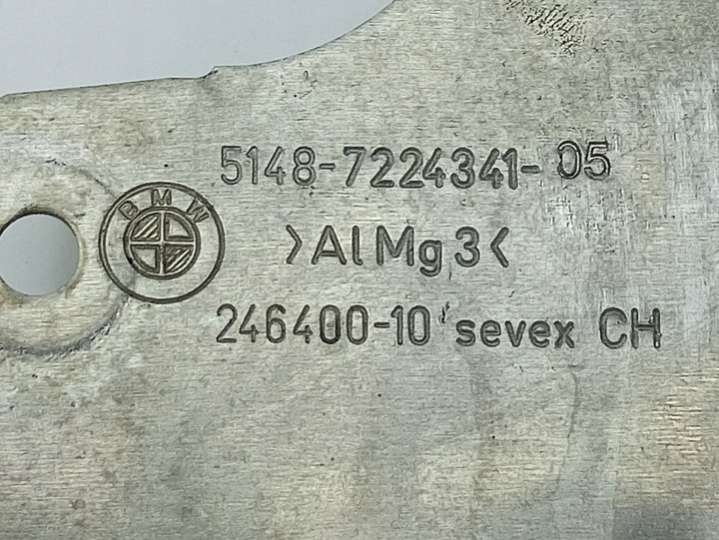 5148-7224341-05
BMW
>AlMg3<
246400-10 sevex CH